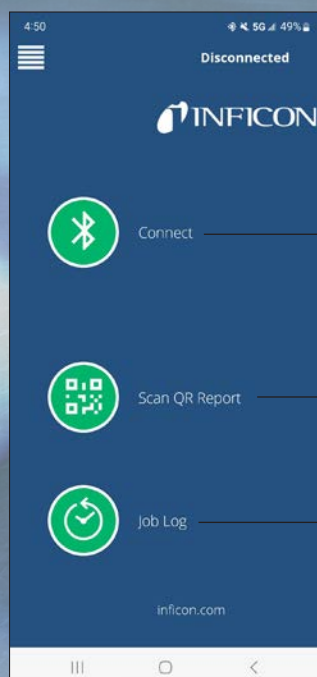 4:50 5G 49%
Disconnected
INFICON
Connect
Scan QR Report
Job Log
inficon.com